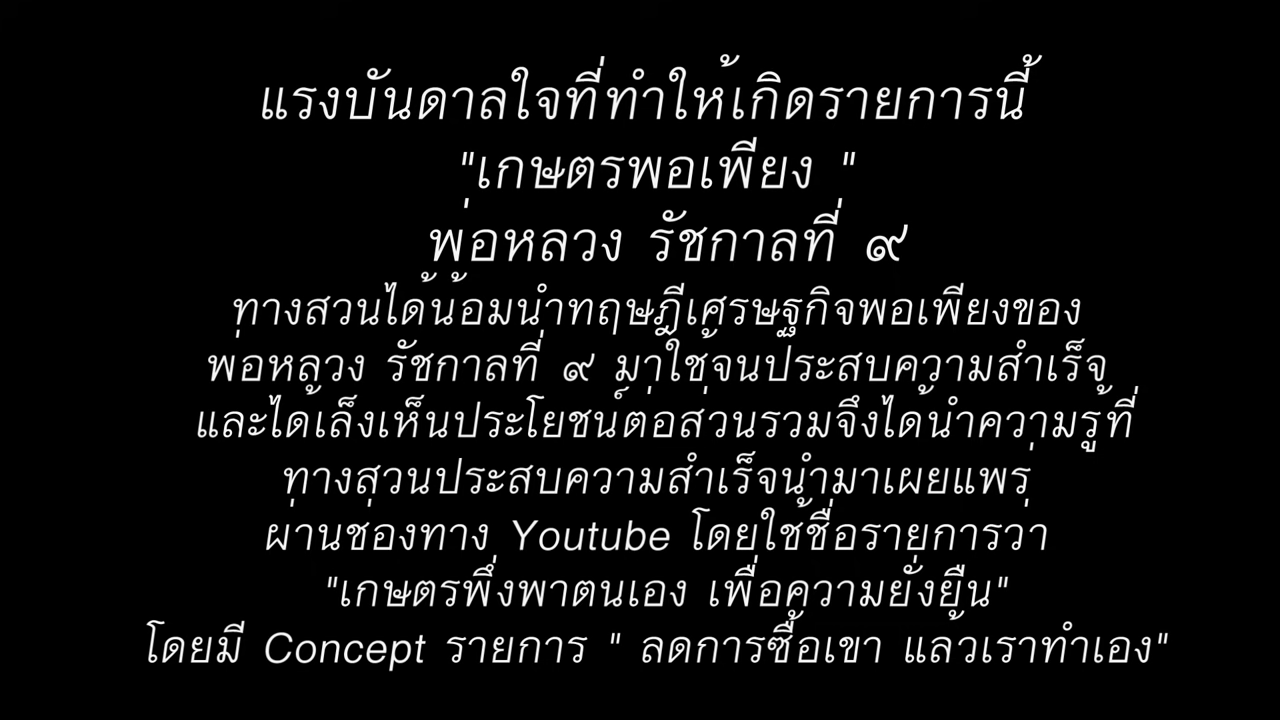 แรงบันดาลใจที่ทำให้เกิดรายการนี้
"เกษตรพอเพียง "
พ่อหลวง รัชกาลที่ ๙
ทางสวนได้น้อมนำทฤษฎีเศรษฐกิจพอเพียงของ
พ่อหลวง รัชกาลที่ ๙ มาใช้จนประสบความสำเร็จ
และได้เล็งเห็นประโยชน์ต่อส่วนรวมจึงได้นำความรู้ที่
ทางสวนประสบความสำเร็จนำมาเผยแพร่
ผ่านช่องทาง Youtube โดยใช้ชื่อรายการว่า
"เกษตรพึ่งพาตนเอง เพื่อความยั่งยืน"
โดยมี Concept รายการ " ลดการซื้อเขา แล้วเราทำเอง"